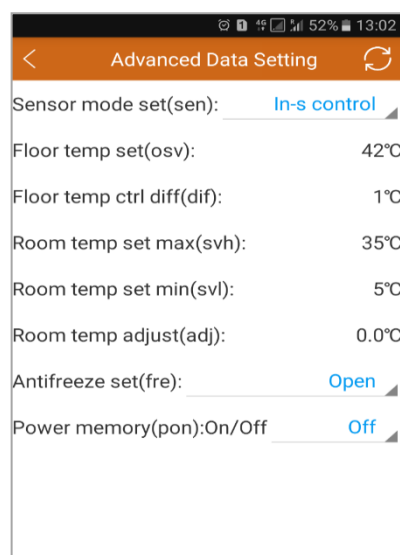 1 4G 52% 13:02
Advanced Data Setting
Sensor mode set(sen): In-s control
Floor temp set(osv): 42℃
Floor temp ctrl diff(dif): 1℃
Room temp set max(svh): 35℃
Room temp set min(svl): 5℃
Room temp adjust(adj): 0.0℃
Antifreeze set(fre): Open
Power memory(pon):On/Off Off